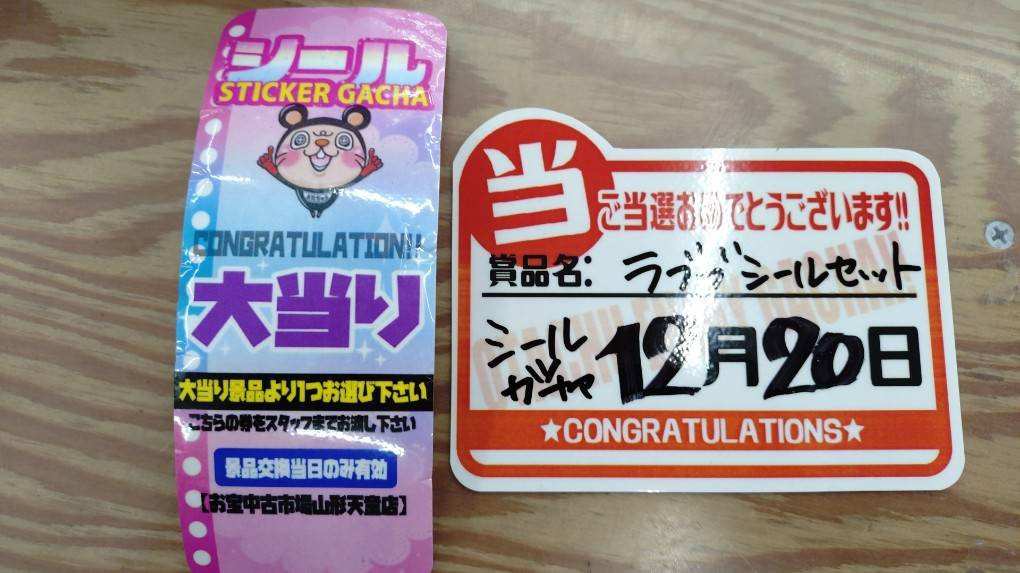 シール
STICKER GACHA
CONGRATULATION!!
大当り
大当り景品より1つお選び下さい
こちらの券をスタッフまでお渡し下さい
景品交換当日のみ有効
【お宝中古市場山形天童店】
当
ご当選おめでとうございます!!
賞品名: ラブブシールセット
シール
ガチャ
12月20日
★CONGRATULATIONS★